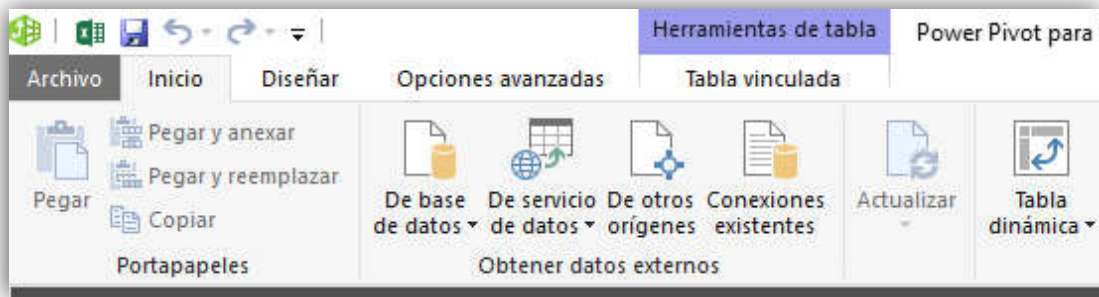 Herramientas de tabla Power Pivot para
Archivo Inicio Diseñar Opciones avanzadas Tabla vinculada
Pegar
Pegar y anexar
Pegar y reemplazar
Copiar
Portapapeles
De base
de datos
De servicio
de datos
De otros
orígenes
Conexiones
existentes
Obtener datos externos
Actualizar
Tabla
dinámica